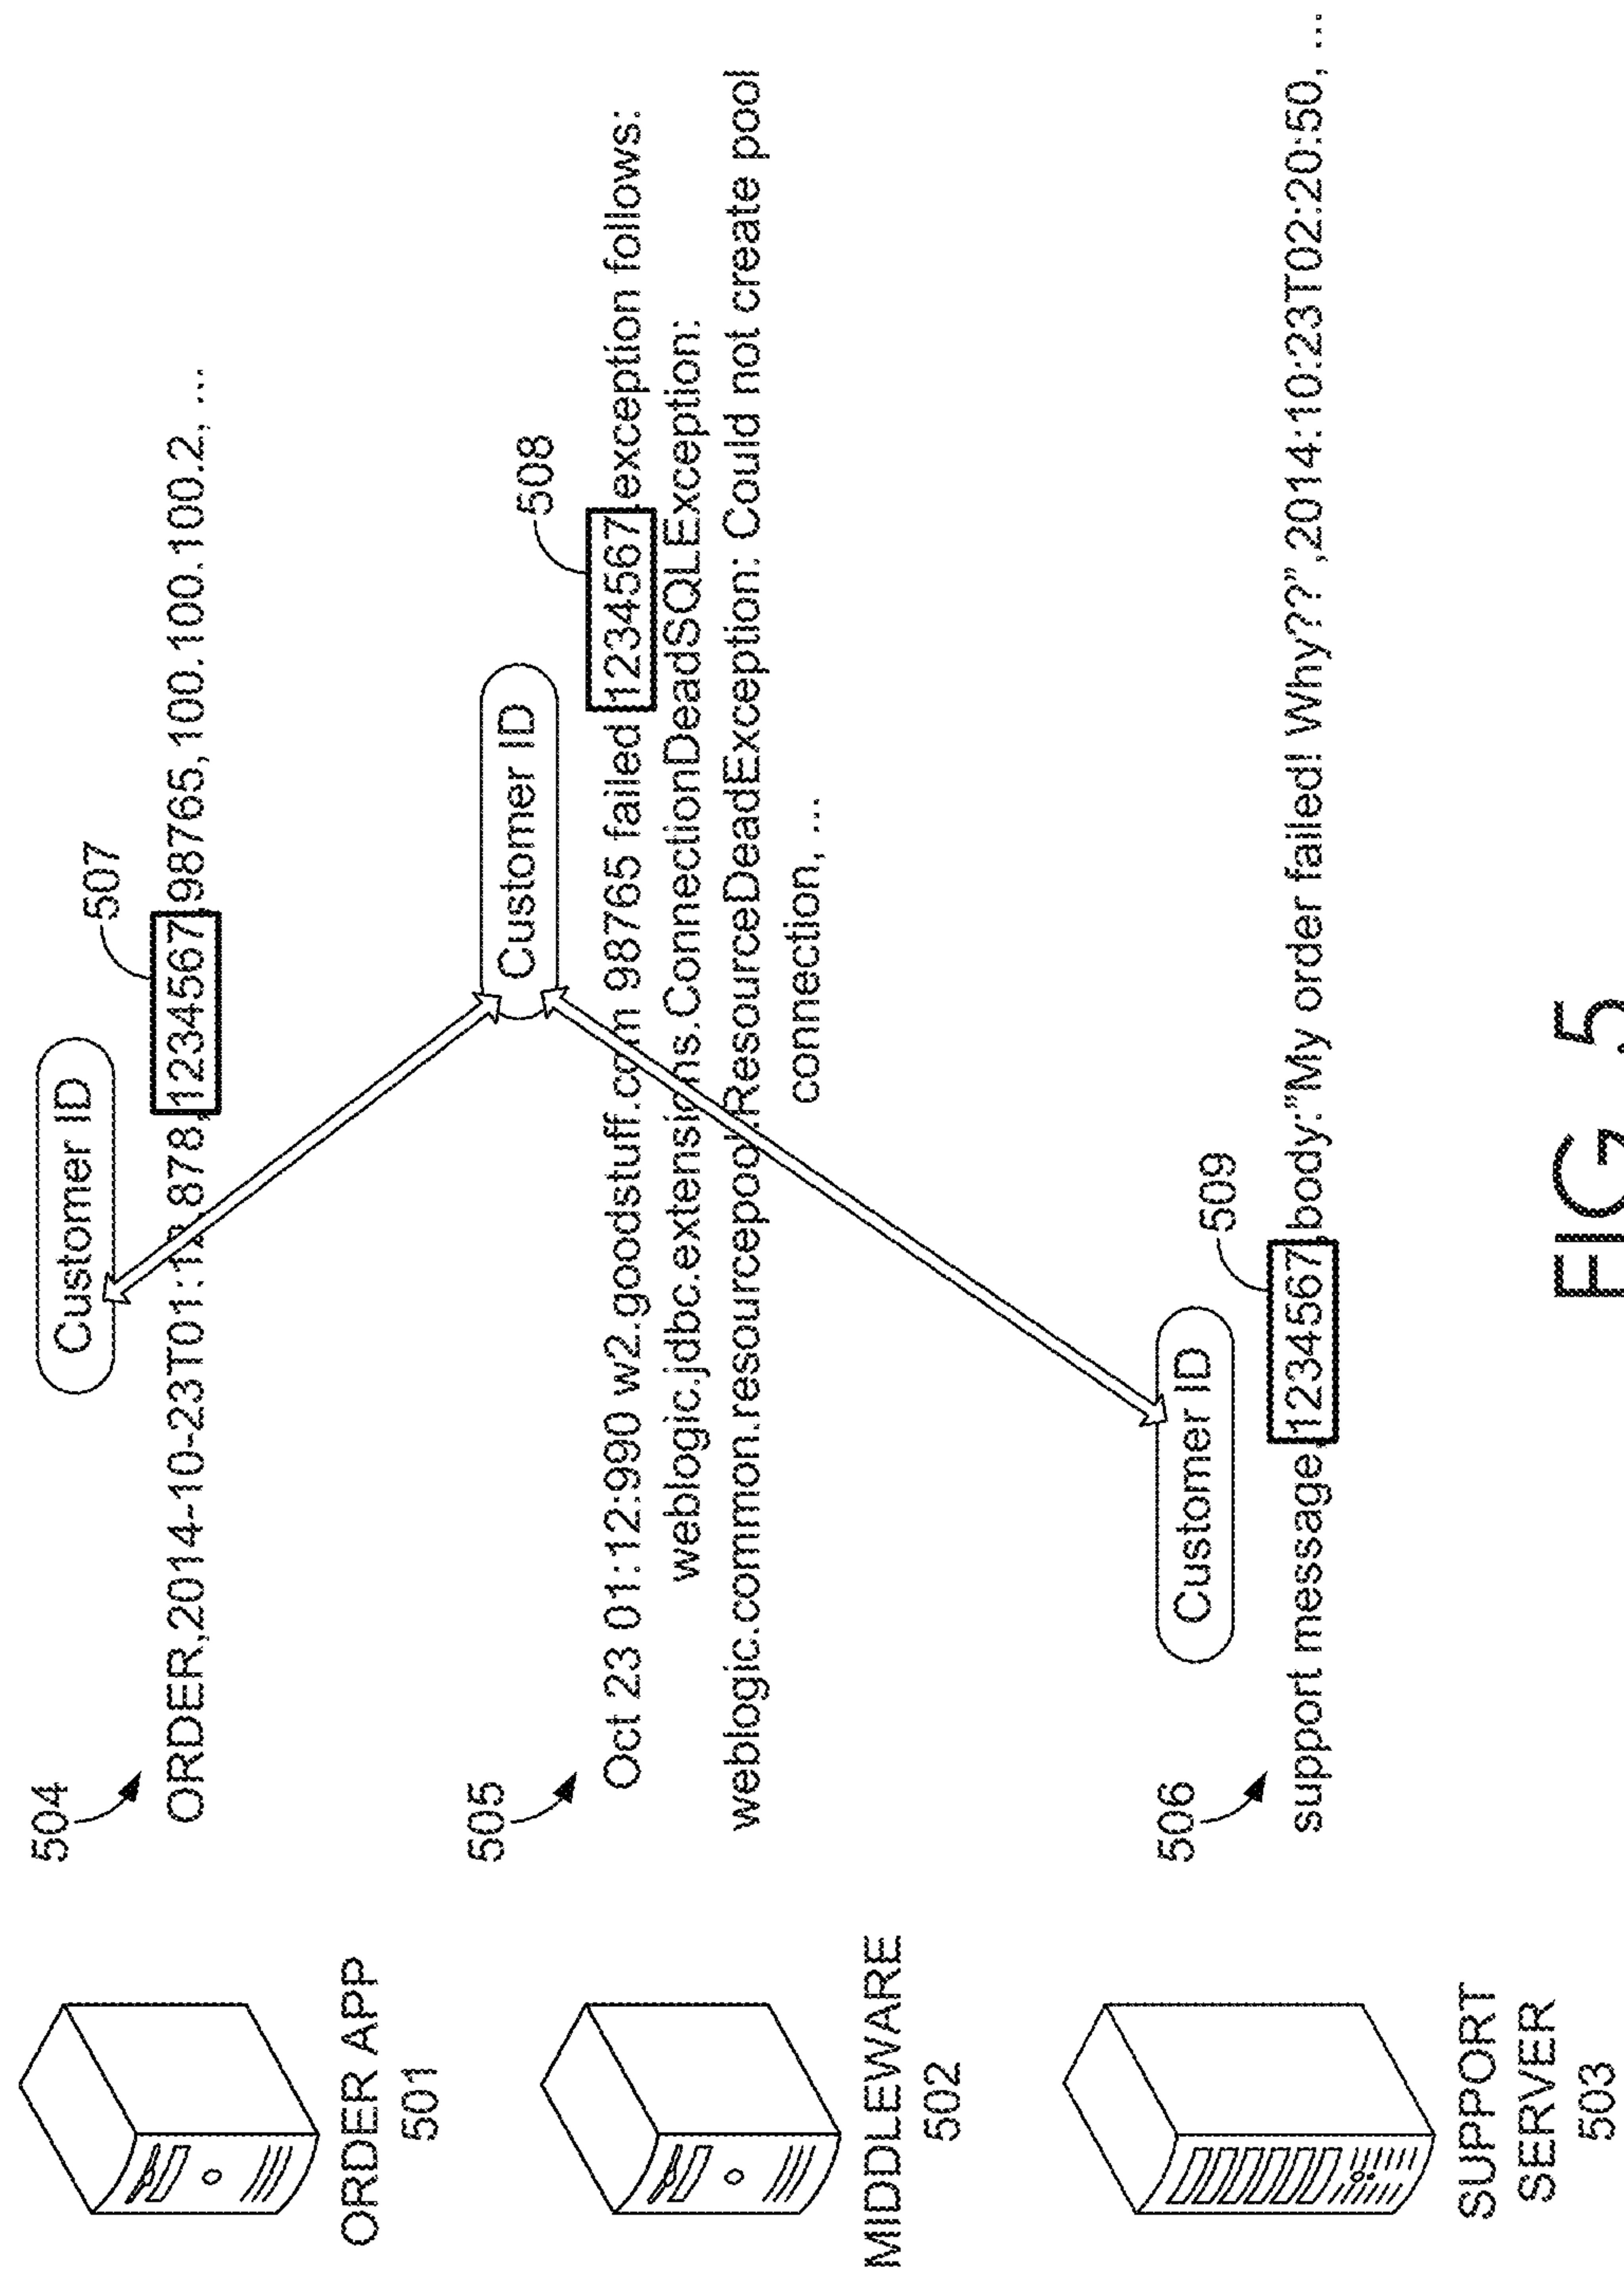 504
Customer ID
507
ORDER,2014-10-23T01:12.878,1234567,98765,100.100.100.2, ...
ORDER APP
501
505
Customer ID
508
Oct 23 01:12:990 w2.goodstuff.com 98765 failed 1234567,exception follows:
weblogic.jdbc.extensions.ConnectionDeadSQLException:
weblogic.common.resourcepool.ResourceDeadException: Could not create pool
connection, ...
MIDDLEWARE
502
506
Customer ID
509
support message,1234567,body:"My order failed! Why??",2014:10:23T02:20:50, ...
SUPPORT
SERVER
503
FIG. 5